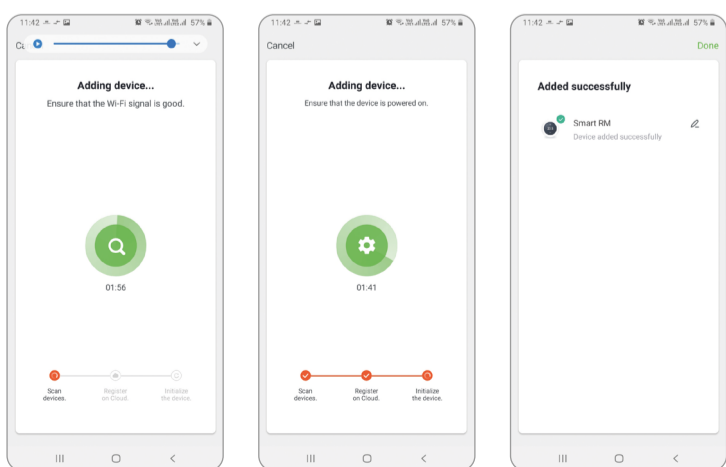 11:42
57%
Adding device...
Ensure that the Wi-Fi signal is good.
01:56
Scan
devices.
Register
on Cloud.
Initialize
the device.
11:42
57%
Cancel
Adding device...
Ensure that the device is powered on.
01:41
Scan
devices.
Register
on Cloud.
Initialize
the device.
11:42
57%
Done
Added successfully
Smart RM
Device added successfully